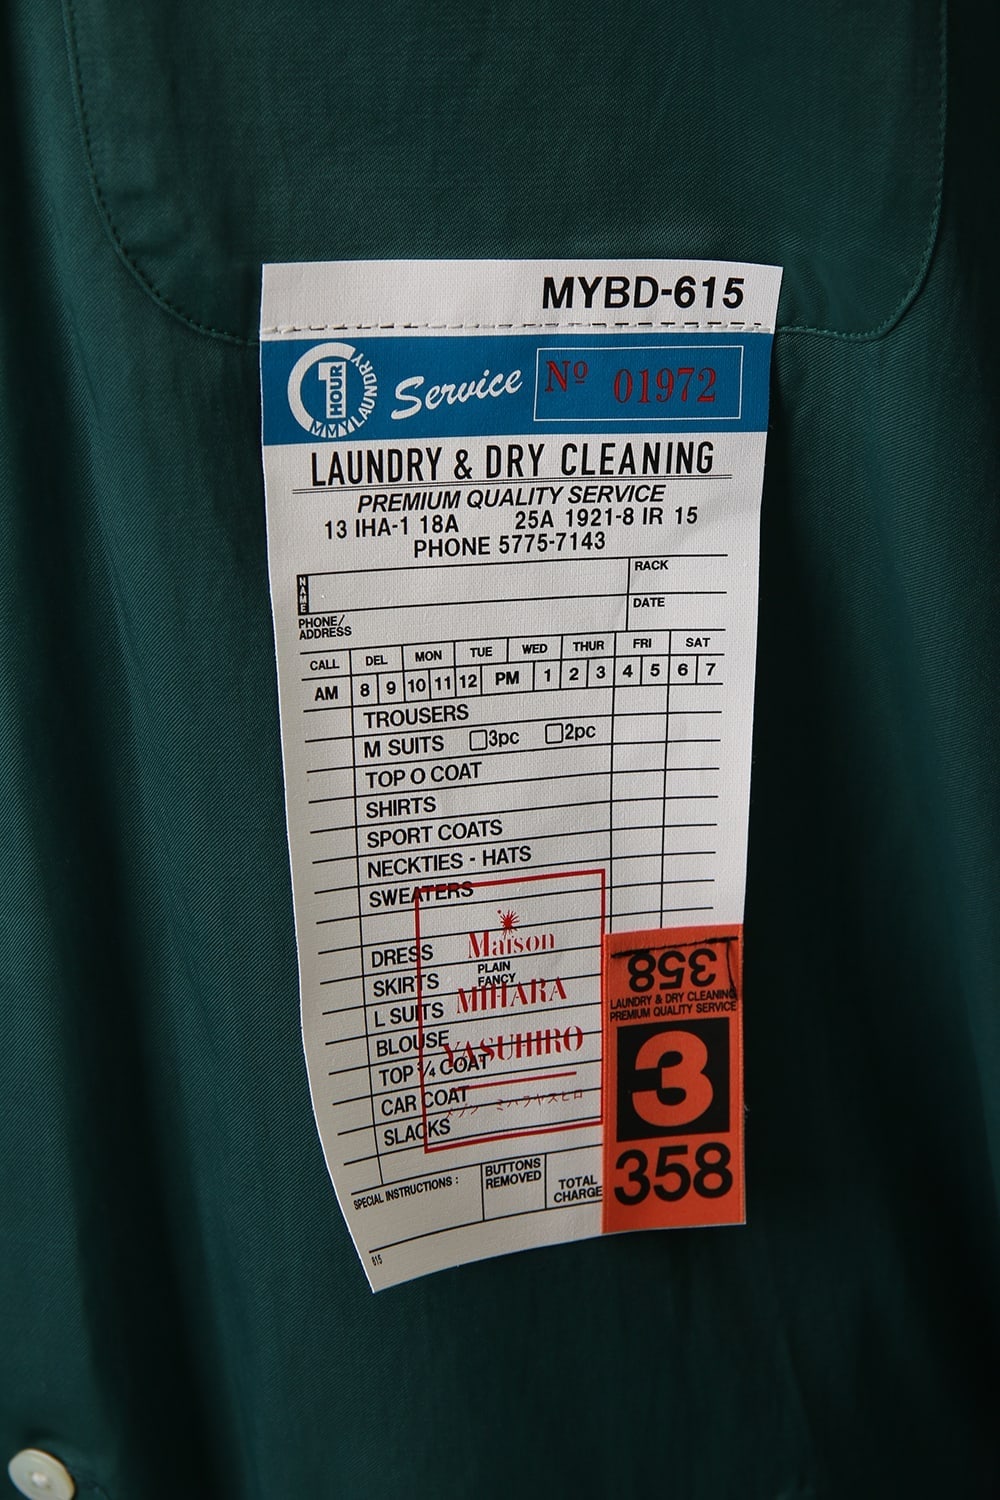 MYBD-615
1 HOUR
MMY LAUNDRY
Service
Nº 01972
LAUNDRY & DRY CLEANING
PREMIUM QUALITY SERVICE
13 IHA-1 18A 25A 1921-8 IR 15
PHONE 5775-7143
NAME
RACK
PHONE/
ADDRESS
DATE
CALL DEL MON TUE WED THUR FRI SAT
AM 8 9 10 11 12 PM 1 2 3 4 5 6 7
TROUSERS
M SUITS 3pc 2pc
TOP O COAT
SHIRTS
SPORT COATS
NECKTIES - HATS
SWEATERS
DRESS
SKIRTS
L SUITS
BLOUSE
TOP ¾ COAT
CAR COAT
SLACKS
PLAIN
FANCY
Maison
MIHARA
YASUHIRO
メゾン ミハラヤスヒロ
358
LAUNDRY & DRY CLEANING
PREMIUM QUALITY SERVICE
3
358
SPECIAL INSTRUCTIONS :
BUTTONS
REMOVED
TOTAL
CHARGE
615